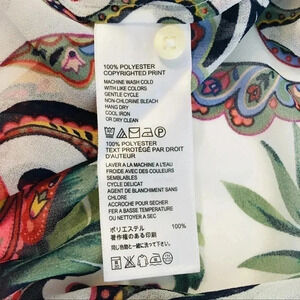 100% POLYESTER
COPYRIGHTED PRINT
MACHINE WASH COLD
WITH LIKE COLORS
GENTLE CYCLE
NON-CHLORINE BLEACH
HANG DRY
COOL IRON
OR DRY CLEAN
100% POLYESTER
TEXT PROTÉGÉ PAR DROIT
D'AUTEUR
LAVER A LA MACHINE A L'EAU
FROIDE AVEC DE COULEURS
SEMBLABLES
CYCLE DELICAT
AGENT DE BLANCHIMENT SANS
CHLORE
ACCROCHE POUR SECHER
FER A BASSE TEMPERATURE
OU NETTOYER A SEC
ポリエステル 100%
著作権のある印刷